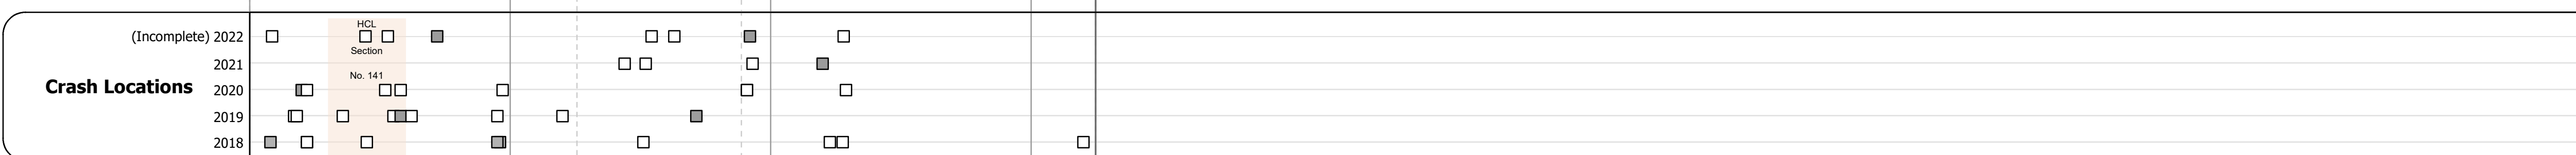 HCL
(Incomplete) 2022
Section
2021
No. 141
Crash Locations
2020
2019
2018